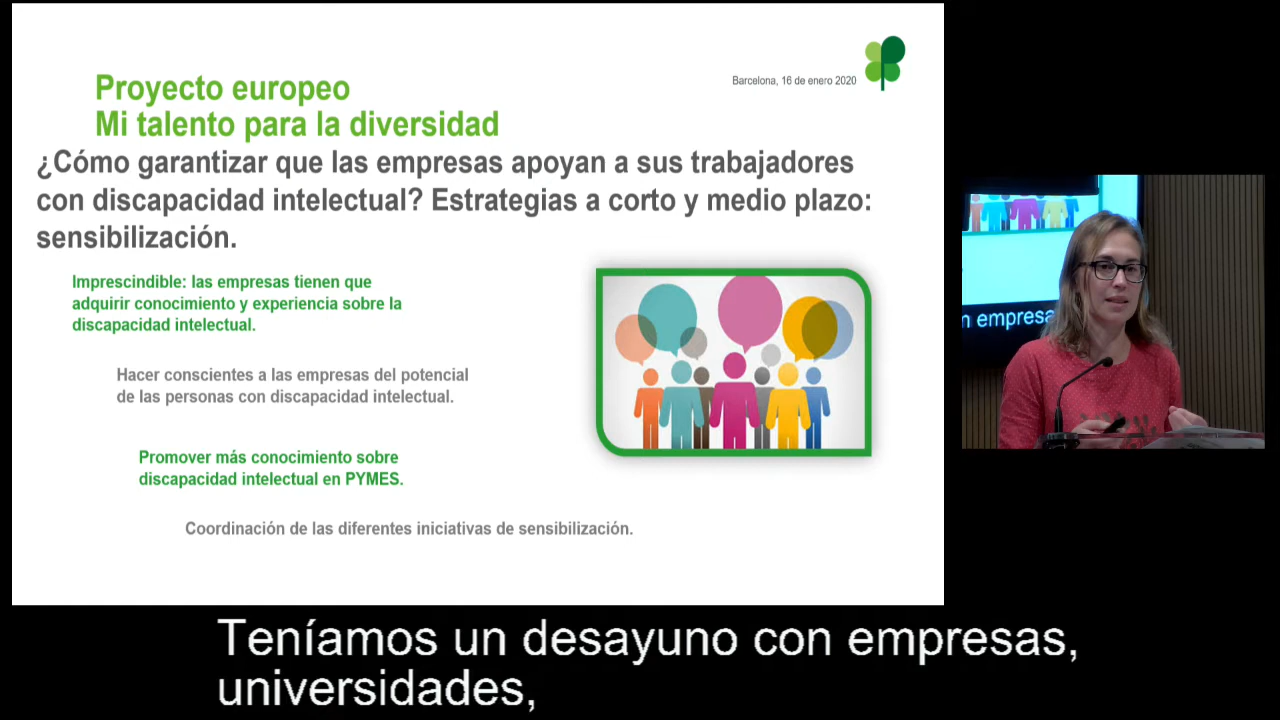 Proyecto europeo
Mi talento para la diversidad
Barcelona, 16 de enero 2020
¿Cómo garantizar que las empresas apoyan a sus trabajadores
con discapacidad intelectual? Estrategias a corto y medio plazo:
sensibilización.
Imprescindible: las empresas tienen que
adquirir conocimiento y experiencia sobre la
discapacidad intelectual.
Hacer conscientes a las empresas del potencial
de las personas con discapacidad intelectual.
Promover más conocimiento sobre
discapacidad intelectual en PYMES.
Coordinación de las diferentes iniciativas de sensibilización.
n empresa
Teníamos un desayuno con empresas,
universidades,